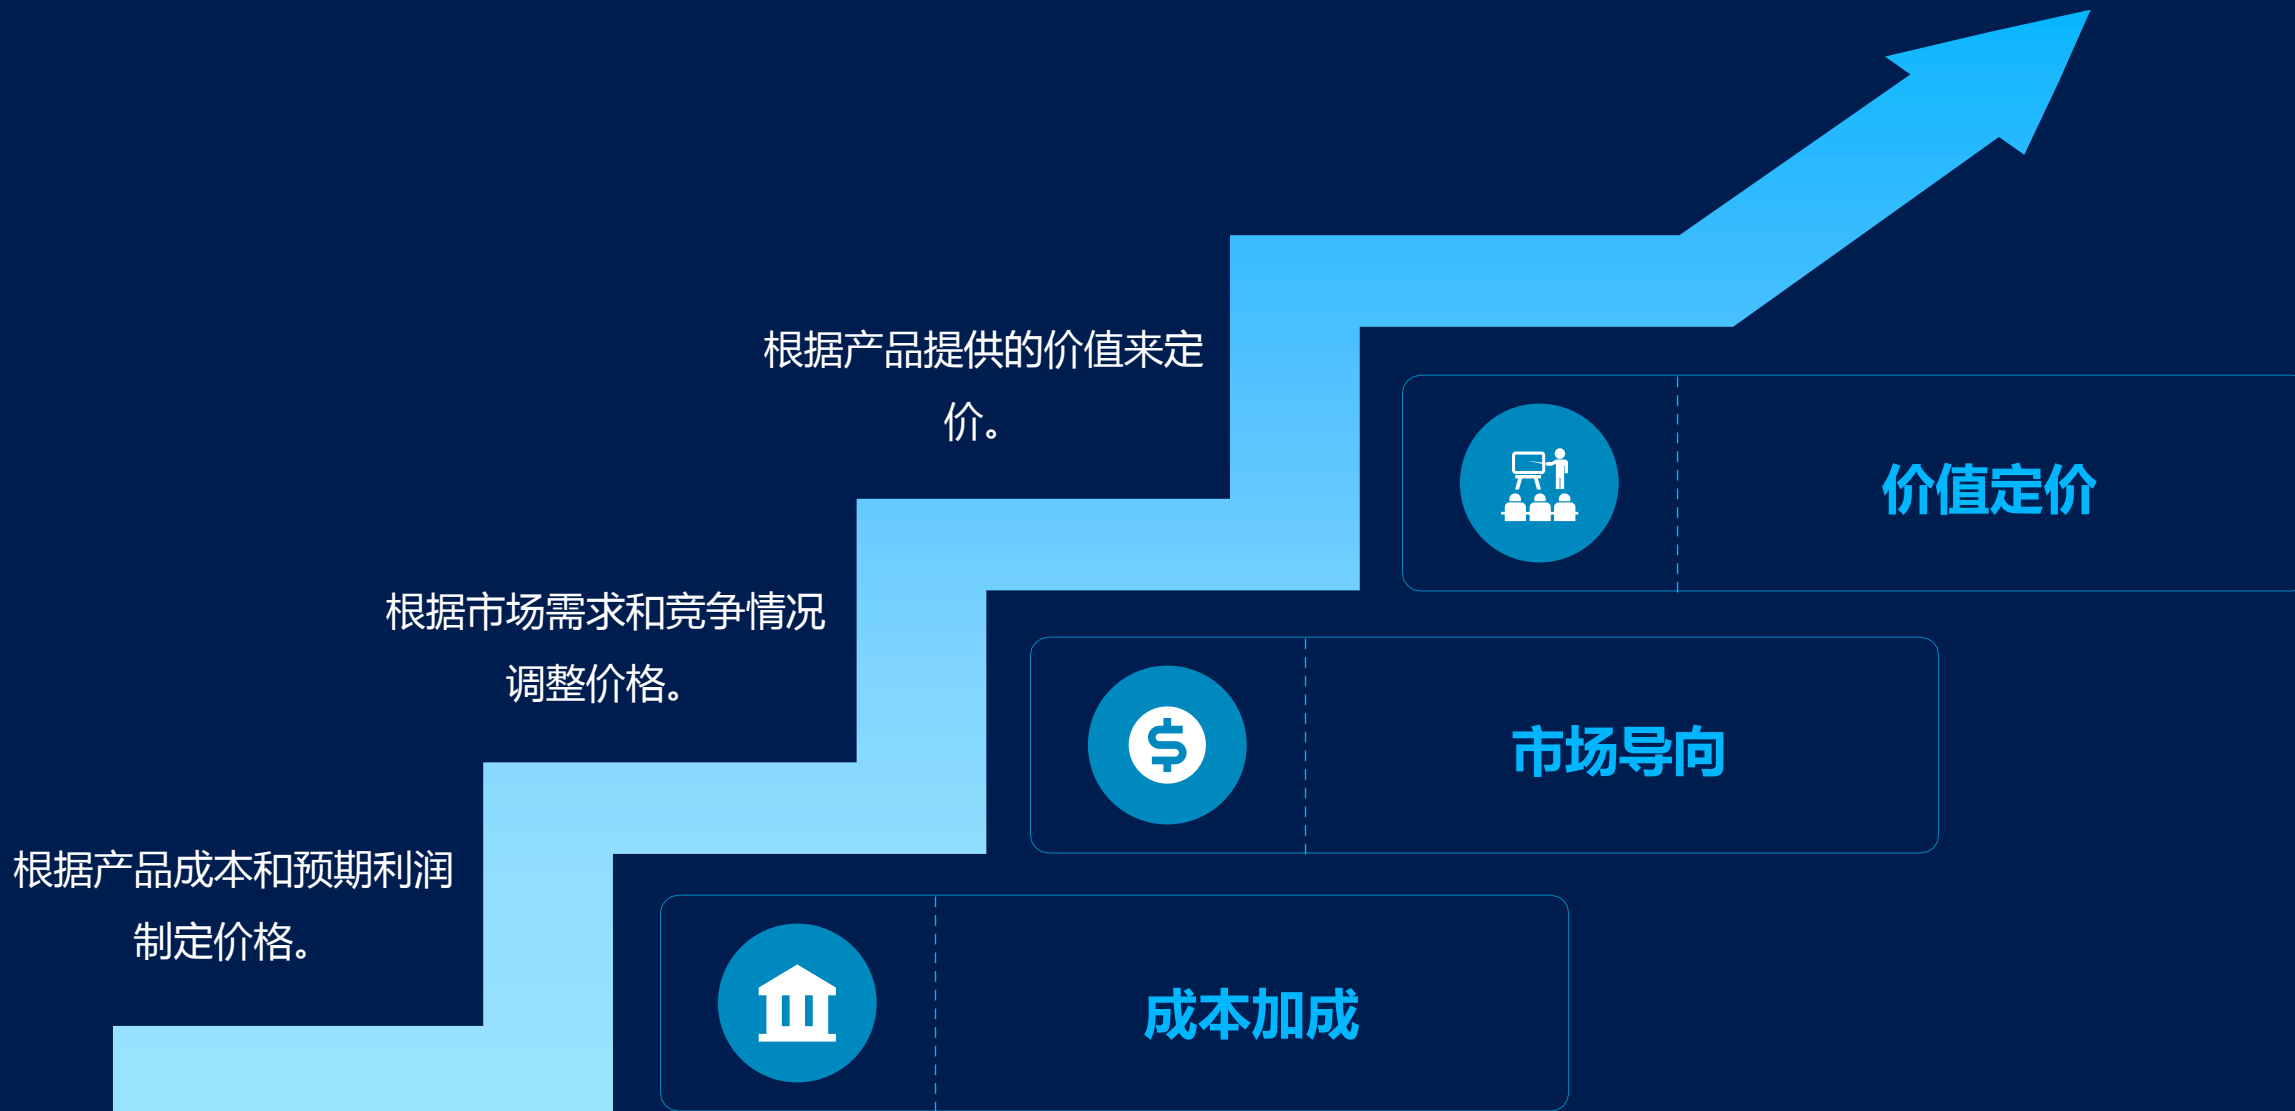 根据产品提供的价值来定
价。
价值定价
根据市场需求和竞争情况
调整价格。
市场导向
根据产品成本和预期利润
制定价格。
成本加成